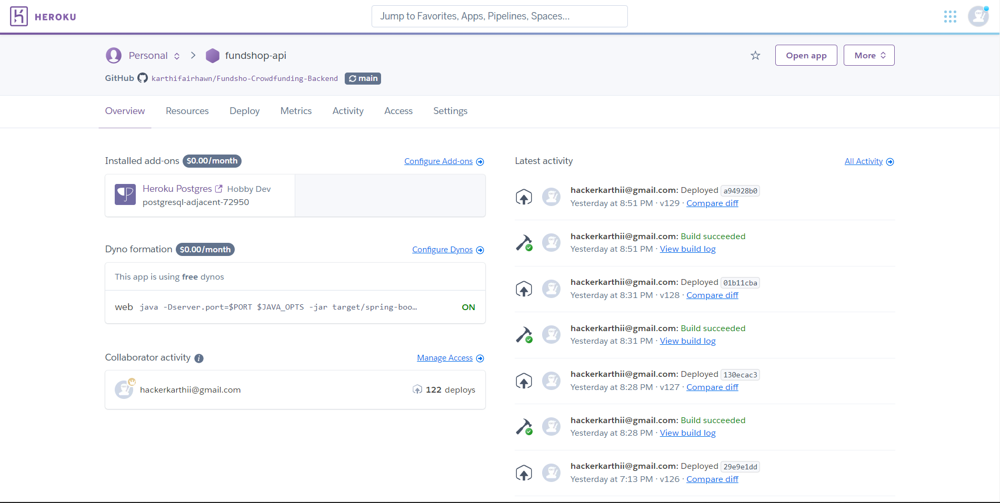 HEROKU
Jump to Favorites, Apps, Pipelines, Spaces...
Personal
fundshop-api
Open app
More
GitHub karthifairhawn/Fundsho-Crowdfunding-Backend main
Overview Resources Deploy Metrics Activity Access Settings
Installed add-ons $0.00/month
Configure Add-ons
Heroku Postgres Hobby Dev
postgresql-adjacent-72950
Dyno formation $0.00/month
Configure Dynos
This app is using free dynos
web java -Dserver.port=$PORT $JAVA_OPTS -jar target/spring-boo…
ON
Collaborator activity
Manage Access
hackerkarthii@gmail.com
122 deploys
Latest activity
All Activity
hackerkarthii@gmail.com: Deployed a94928b0
Yesterday at 8:51 PM · v129 · Compare diff
hackerkarthii@gmail.com: Build succeeded
Yesterday at 8:51 PM · View build log
hackerkarthii@gmail.com: Deployed 01b11cba
Yesterday at 8:31 PM · v128 · Compare diff
hackerkarthii@gmail.com: Build succeeded
Yesterday at 8:31 PM · View build log
hackerkarthii@gmail.com: Deployed 130ecac3
Yesterday at 8:28 PM · v127 · Compare diff
hackerkarthii@gmail.com: Build succeeded
Yesterday at 8:28 PM · View build log
hackerkarthii@gmail.com: Deployed 29e9e1dd
Yesterday at 7:13 PM · v126 · Compare diff